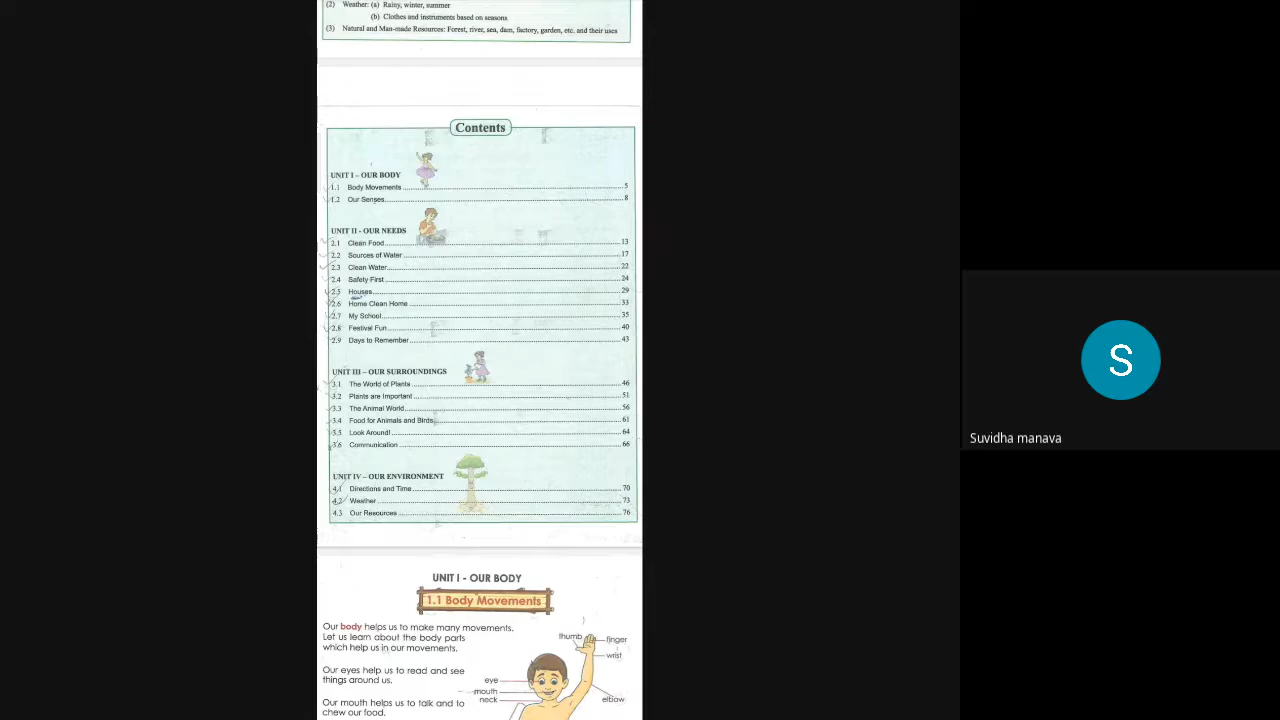 (2) Weather: (a) Rainy, winter, summer
(b) Clothes and instruments based on seasons
(3) Natural and Man-made Resources: Forest, river, sea, dam, factory, garden, etc. and their uses
Contents
UNIT I – OUR BODY
1.1 Body Movements 5
1.2 Our Senses 8
UNIT II - OUR NEEDS
2.1 Clean Food 13
2.2 Sources of Water 17
2.3 Clean Water 22
2.4 Safety First 24
2.5 Houses 29
2.6 Home Clean Home 33
2.7 My School 35
2.8 Festival Fun 40
2.9 Days to Remember 43
UNIT III – OUR SURROUNDINGS
3.1 The World of Plants 46
3.2 Plants are Important 51
3.3 The Animal World 56
3.4 Food for Animals and Birds 61
3.5 Look Around! 64
3.6 Communication 66
UNIT IV – OUR ENVIRONMENT
4.1 Directions and Time 70
4.2 Weather 73
4.3 Our Resources 76
UNIT I - OUR BODY
1.1 Body Movements
Our body helps us to make many movements.
Let us learn about the body parts
which help us in our movements.
Our eyes help us to read and see
things around us.
Our mouth helps us to talk and to
chew our food.
thumb
finger
wrist
eye
mouth
neck
elbow
S
Suvidha manava